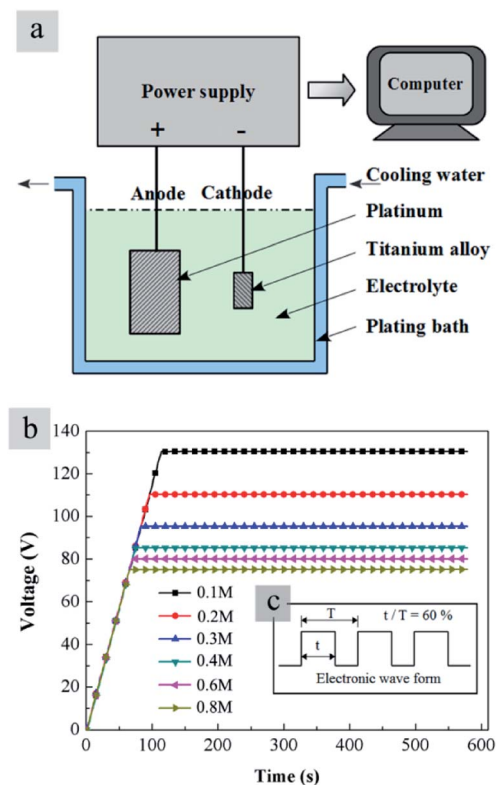 a
Power supply
+ -
Computer
Anode Cathode
Cooling water
Platinum
Titanium alloy
Electrolyte
Plating bath
b
140
120
100
80
60
40
20
0
Voltage (V)
0.1M
0.2M
0.3M
0.4M
0.6M
0.8M
c
T
t / T = 60 %
t
Electronic wave form
0 100 200 300 400 500 600
Time (s)